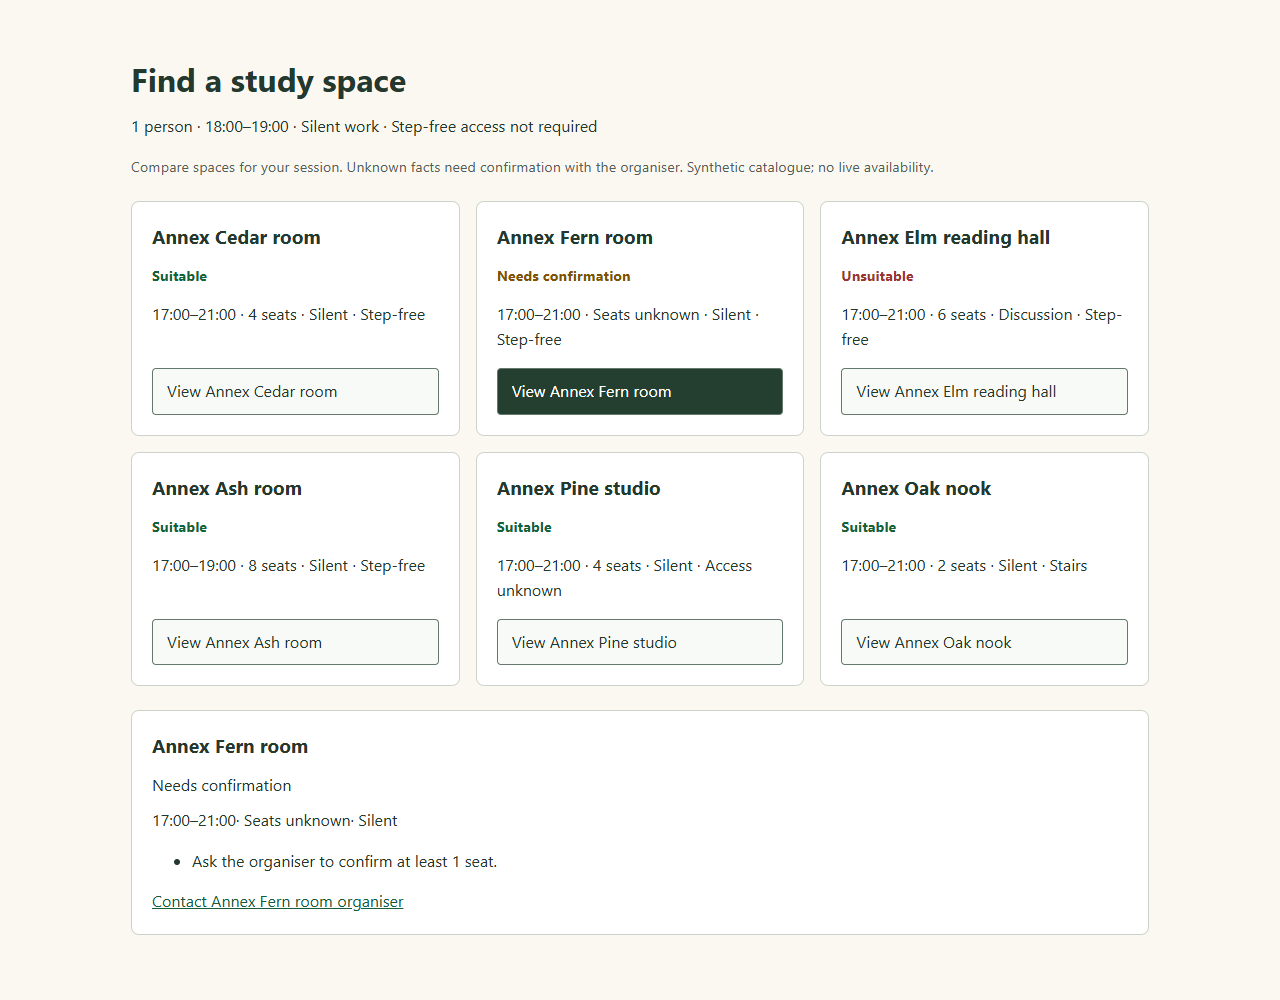 Find a study space
1 person · 18:00–19:00 · Silent work · Step-free access not required
Compare spaces for your session. Unknown facts need confirmation with the organiser. Synthetic catalogue; no live availability.
Annex Cedar room
Suitable
17:00–21:00 · 4 seats · Silent · Step-free
View Annex Cedar room
Annex Fern room
Needs confirmation
17:00–21:00 · Seats unknown · Silent ·
Step-free
View Annex Fern room
Annex Elm reading hall
Unsuitable
17:00–21:00 · 6 seats · Discussion · Step-
free
View Annex Elm reading hall
Annex Ash room
Suitable
17:00–19:00 · 8 seats · Silent · Step-free
View Annex Ash room
Annex Pine studio
Suitable
17:00–21:00 · 4 seats · Silent · Access
unknown
View Annex Pine studio
Annex Oak nook
Suitable
17:00–21:00 · 2 seats · Silent · Stairs
View Annex Oak nook
Annex Fern room
Needs confirmation
17:00–21:00· Seats unknown· Silent
• Ask the organiser to confirm at least 1 seat.
Contact Annex Fern room organiser